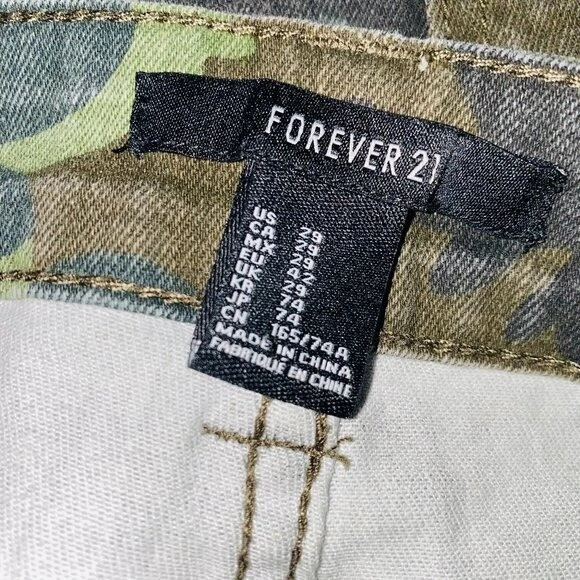 FOREVER 21
US 29
CA 29
MX 29
EU 42
UK 29
KR 74
JP 74
CN 165/74A
MADE IN CHINA
FABRIQUE EN CHINE